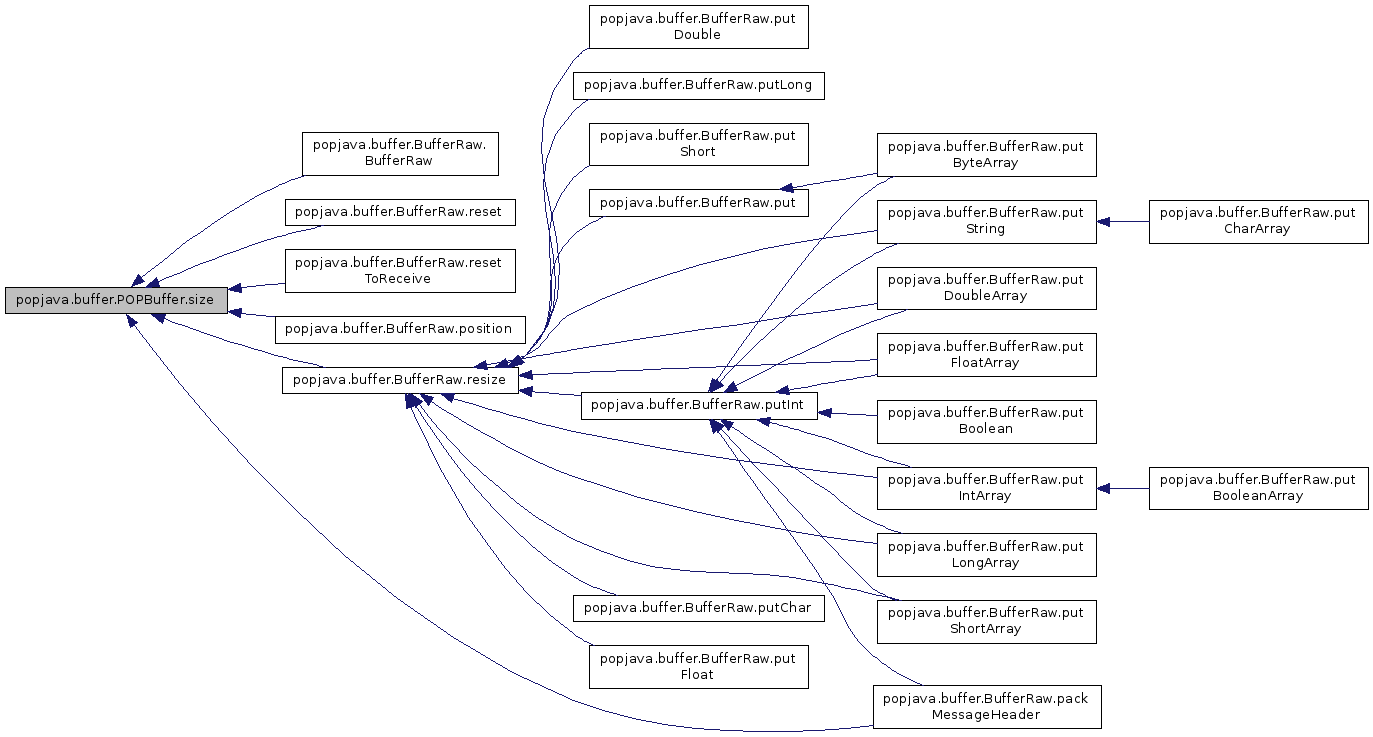 popjava.buffer.BufferRaw.put
Double
popjava.buffer.BufferRaw.putLong
popjava.buffer.BufferRaw.put
Short
popjava.buffer.BufferRaw.
BufferRaw
popjava.buffer.BufferRaw.put
ByteArray
popjava.buffer.BufferRaw.put
popjava.buffer.BufferRaw.reset
popjava.buffer.BufferRaw.put
String
popjava.buffer.BufferRaw.put
CharArray
popjava.buffer.BufferRaw.reset
ToReceive
popjava.buffer.BufferRaw.put
DoubleArray
popjava.buffer.POPBuffer.size
popjava.buffer.BufferRaw.position
popjava.buffer.BufferRaw.put
FloatArray
popjava.buffer.BufferRaw.resize
popjava.buffer.BufferRaw.putInt
popjava.buffer.BufferRaw.put
Boolean
popjava.buffer.BufferRaw.put
IntArray
popjava.buffer.BufferRaw.put
BooleanArray
popjava.buffer.BufferRaw.put
LongArray
popjava.buffer.BufferRaw.putChar
popjava.buffer.BufferRaw.put
ShortArray
popjava.buffer.BufferRaw.put
Float
popjava.buffer.BufferRaw.pack
MessageHeader